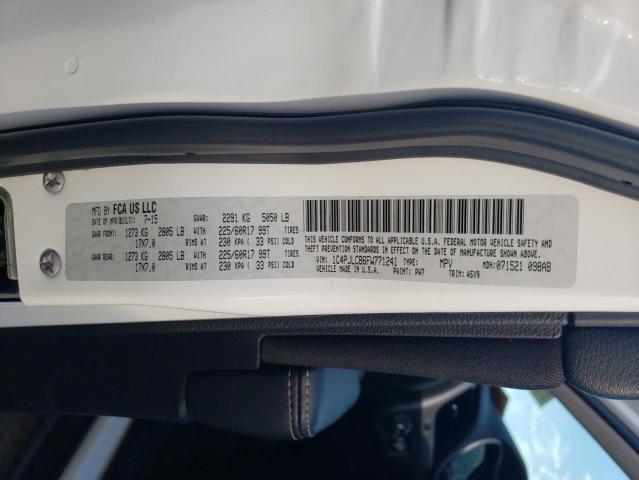 MFD BY FCA US LLC
DATE OF MFR(BUILT): 7-15 GVWR: 2291 KG 5050 LB
GAWR FRONT: 1273 KG 2805 LB WITH 225/60R17 99T TIRES
17X7.0 RIMS AT 230 KPA ( 33 PSI) COLD
GAWR REAR: 1273 KG 2805 LB WITH 225/60R17 99T TIRES
17X7.0 RIMS AT 230 KPA ( 33 PSI) COLD
THIS VEHICLE CONFORMS TO ALL APPLICABLE U.S.A. FEDERAL MOTOR VEHICLE SAFETY,
BUMPER, AND THEFT PREVENTION STANDARDS IN EFFECT ON THE DATE OF MANUFACTURE SHOWN ABOVE
VIN: 1C4PJLCB6FW771241 TYPE: MPV MDH: 071521 098AB
PAINT: PW7 TRIM: A5X9